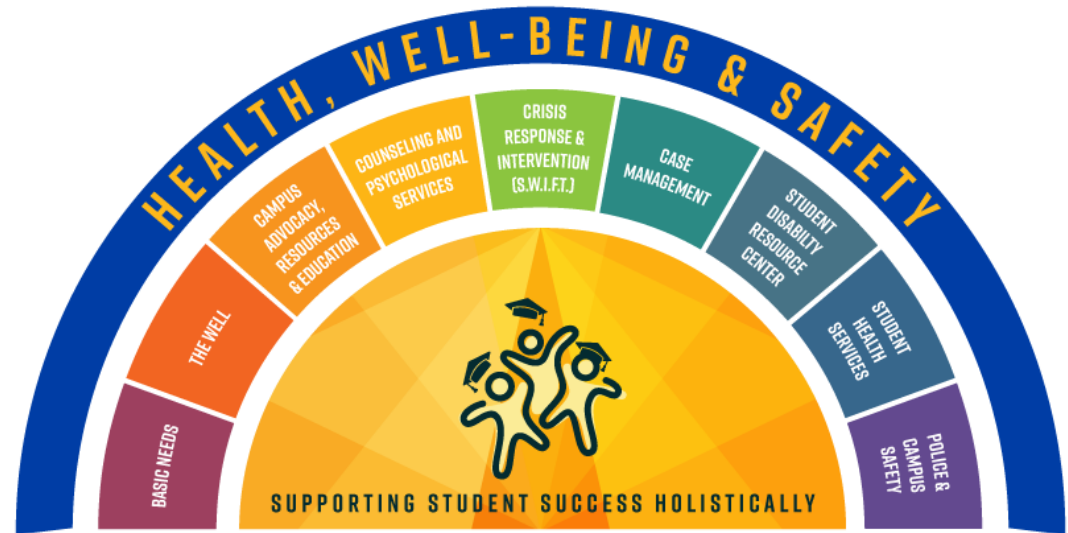 HEALTH, WELL-BEING & SAFETY
BASIC NEEDS
THE WELL
CAMPUS
ADVOCACY,
RESOURCES
& EDUCATION
COUNSELING AND
PSYCHOLOGICAL
SERVICES
CRISIS
RESPONSE &
INTERVENTION
(S.W.I.F.T.)
CASE
MANAGEMENT
STUDENT
DISABILTY
RESOURCE
CENTER
STUDENT
HEALTH
SERVICES
POLICE &
CAMPUS
SAFETY
SUPPORTING STUDENT SUCCESS HOLISTICALLY